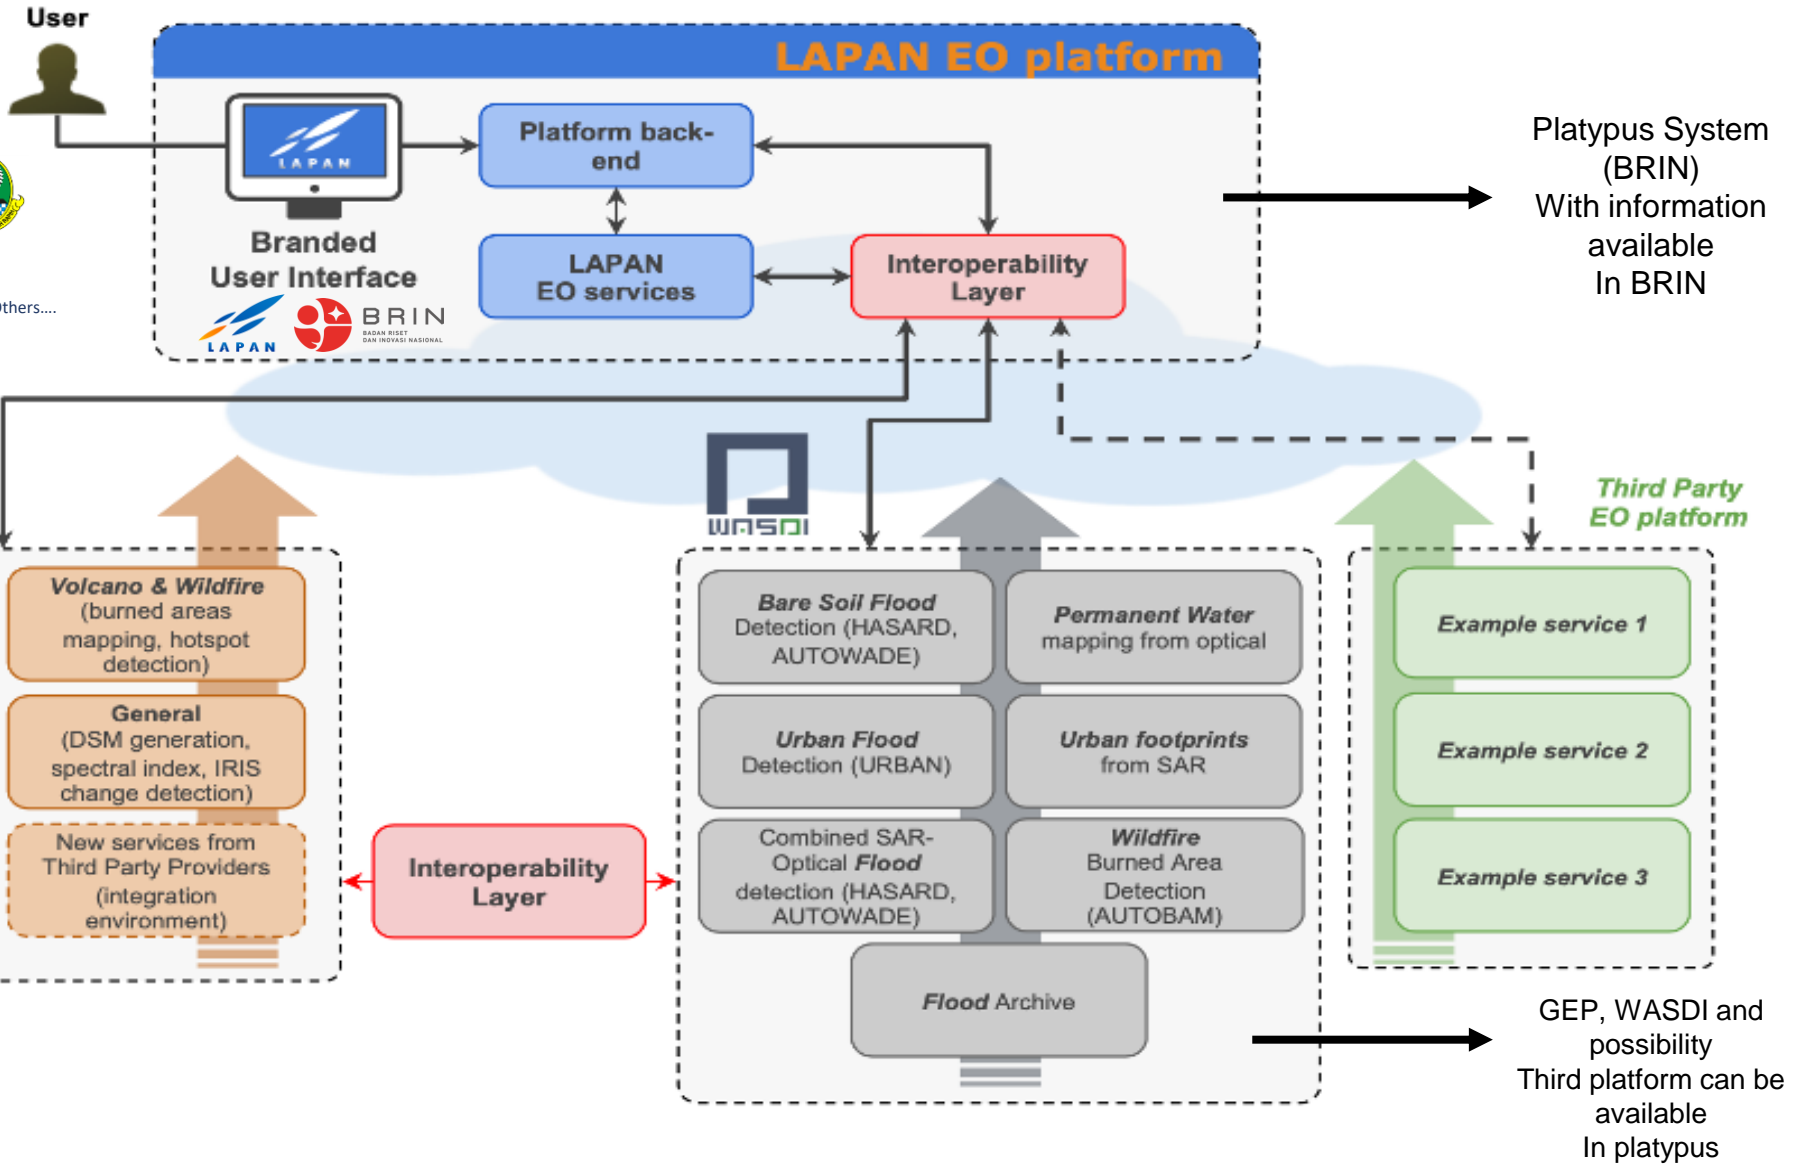 User
LAPAN EO platform
LAPAN
Platform back-
end
Branded
User Interface
LAPAN
EO services
Interoperability
Layer
LAPAN
BRIN
BADAN RISET
DAN INOVASI NASIONAL
Others....
Platypus System
(BRIN)
With information
available
In BRIN
WASDI
Third Party
EO platform
Volcano & Wildfire
(burned areas
mapping, hotspot
detection)
General
(DSM generation,
spectral index, IRIS
change detection)
New services from
Third Party Providers
(integration
environment)
Interoperability
Layer
Bare Soil Flood
Detection (HASARD,
AUTOWADE)
Permanent Water
mapping from optical
Urban Flood
Detection (URBAN)
Urban footprints
from SAR
Combined SAR-
Optical Flood
detection (HASARD,
AUTOWADE)
Wildfire
Burned Area
Detection
(AUTOBAM)
Flood Archive
Example service 1
Example service 2
Example service 3
GEP, WASDI and
possibility
Third platform can be
available
In platypus